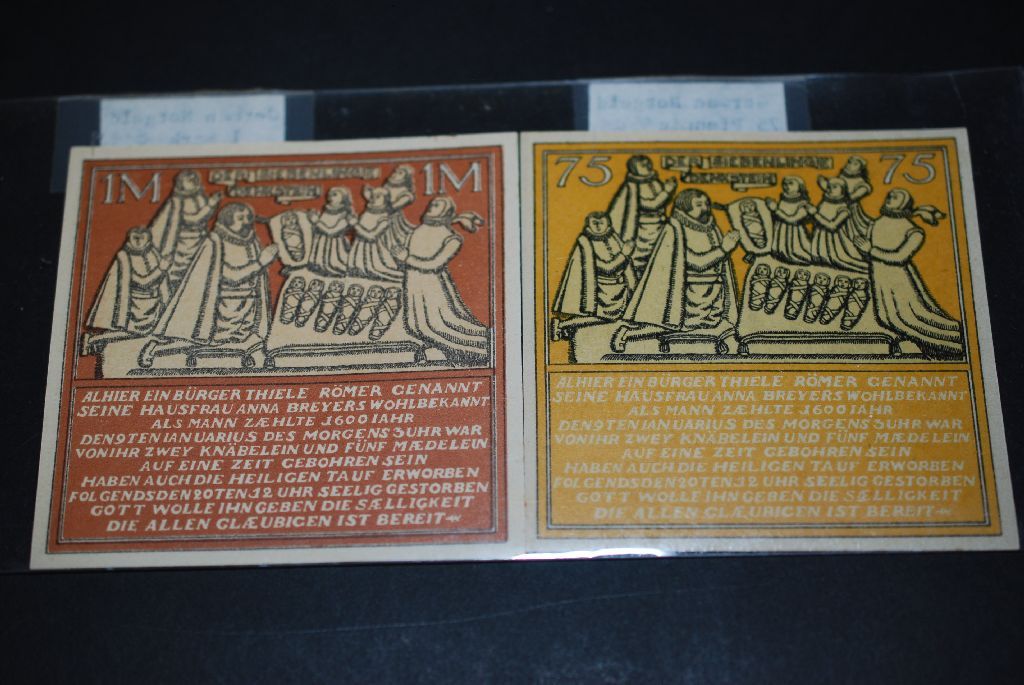 1M
DER SIEBENLINGE
DENKSTEIN
1M
ALHIER EIN BÜRGER THIELE RÖMER GENANNT
SEINE HAUSFRAU ANNA BREYERS WOHLBEKANNT
ALS MANN ZÆHLTE 1600 IAHR
DEN 9TEN IANUARIUS DES MORGENS 3 UHR WAR
VON IHR ZWEY KNÄBELEIN UND FÜNF MÆDELEIN
AUF EINE ZEIT GEBOHREN SEIN
HABEN AUCH DIE HEILIGEN TAUF ERWORBEN
FOLGENDS DEN 20TEN 12 UHR SEELIG GESTORBEN
GOTT WOLLE IHN GEBEN DIE SÆLLIGKEIT
DIE ALLEN GLÆUBIGEN IST BEREIT
75
DER SIEBENLINGE
DENKSTEIN
75
ALHIER EIN BÜRGER THIELE RÖMER GENANNT
SEINE HAUSFRAU ANNA BREYERS WOHLBEKANNT
ALS MANN ZÆHLTE 1600 IAHR
DEN 9TEN IANUARIUS DES MORGENS 3 UHR WAR
VON IHR ZWEY KNÄBELEIN UND FÜNF MÆDELEIN
AUF EINE ZEIT GEBOHREN SEIN
HABEN AUCH DIE HEILIGEN TAUF ERWORBEN
FOLGENDS DEN 20TEN 12 UHR SEELIG GESTORBEN
GOTT WOLLE IHN GEBEN DIE SÆLLIGKEIT
DIE ALLEN GLÆUBIGEN IST BEREIT